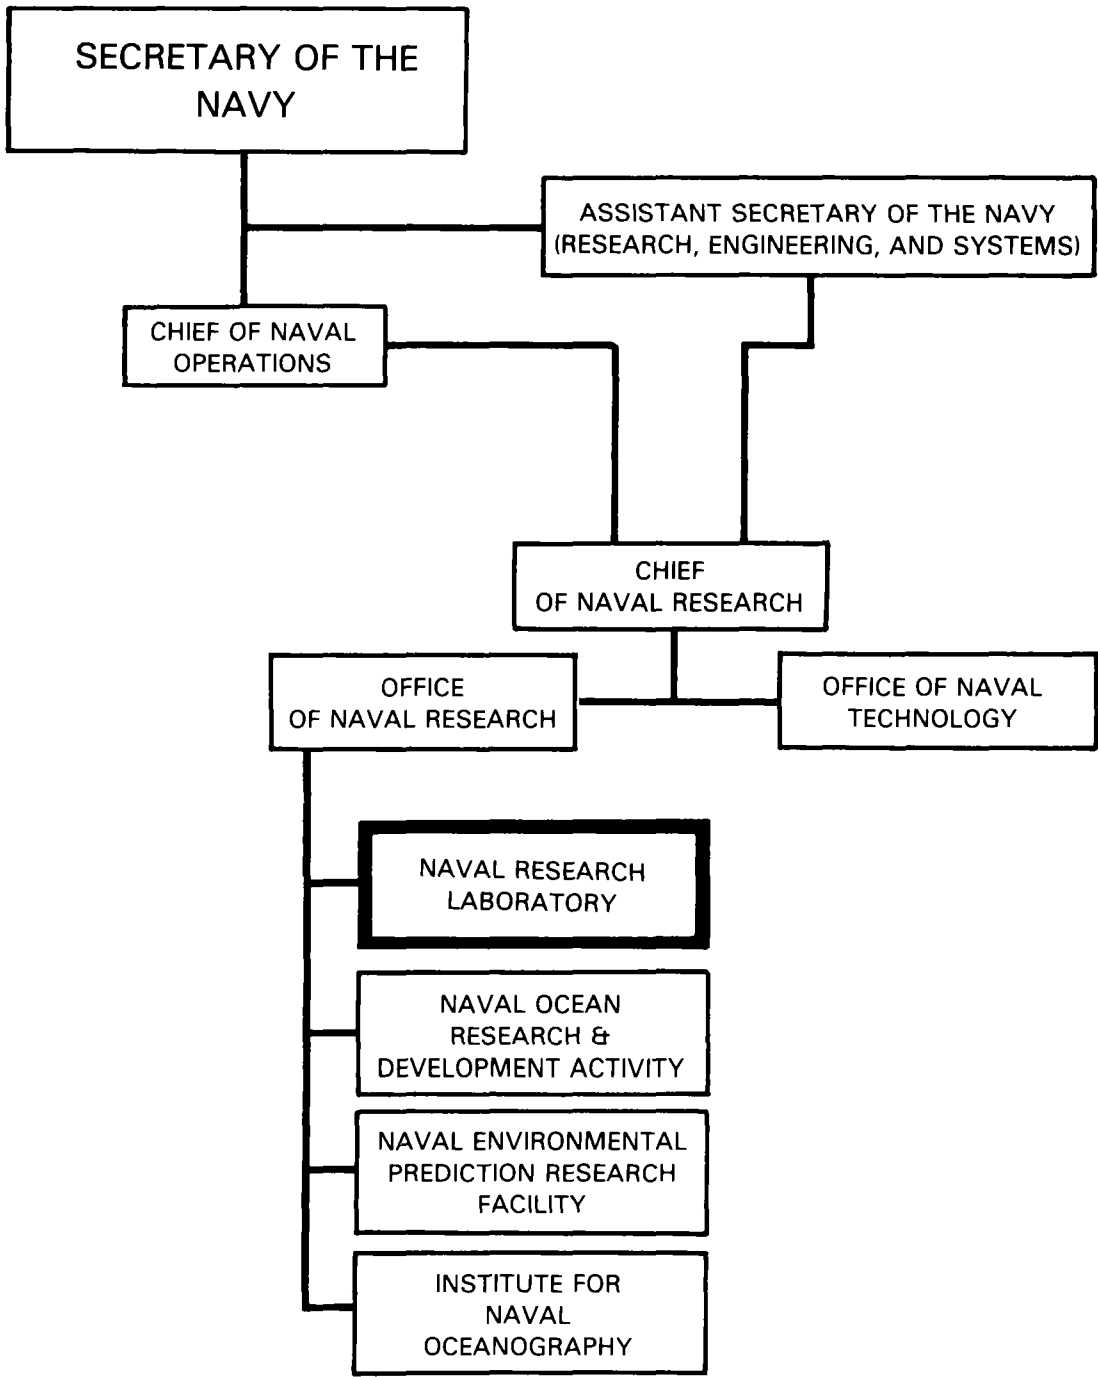 SECRETARY OF THE
NAVY
ASSISTANT SECRETARY OF THE NAVY
(RESEARCH, ENGINEERING, AND SYSTEMS)
CHIEF OF NAVAL
OPERATIONS
CHIEF
OF NAVAL RESEARCH
OFFICE
OF NAVAL RESEARCH
OFFICE OF NAVAL
TECHNOLOGY
NAVAL RESEARCH
LABORATORY
NAVAL OCEAN
RESEARCH &
DEVELOPMENT ACTIVITY
NAVAL ENVIRONMENTAL
PREDICTION RESEARCH
FACILITY
INSTITUTE FOR
NAVAL
OCEANOGRAPHY